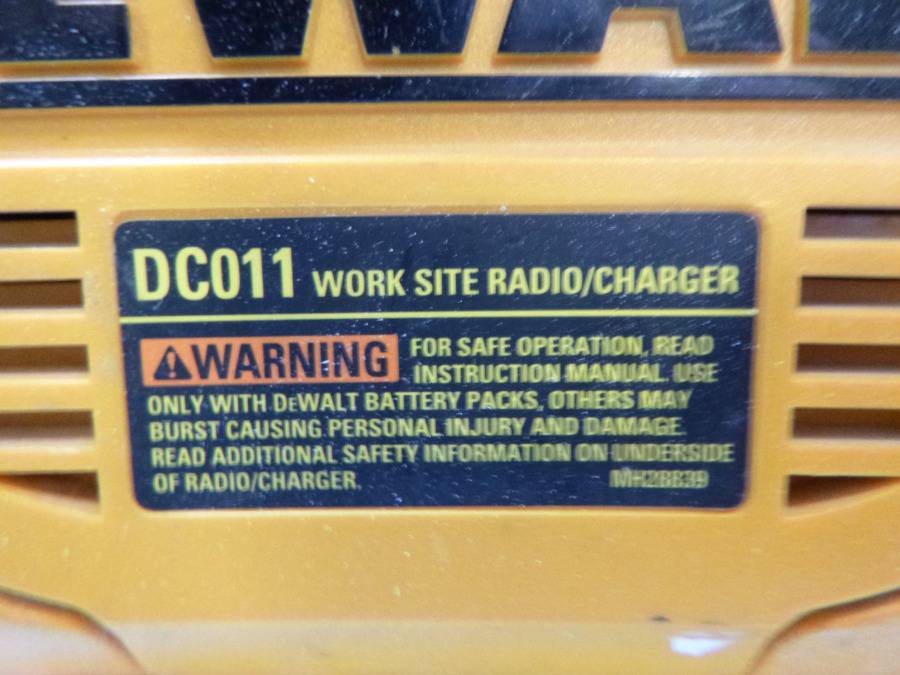 EWAL
DC011 WORK SITE RADIO/CHARGER
⚠WARNING FOR SAFE OPERATION, READ
INSTRUCTION MANUAL. USE
ONLY WITH DEWALT BATTERY PACKS, OTHERS MAY
BURST CAUSING PERSONAL INJURY AND DAMAGE.
READ ADDITIONAL SAFETY INFORMATION ON UNDERSIDE
OF RADIO/CHARGER.